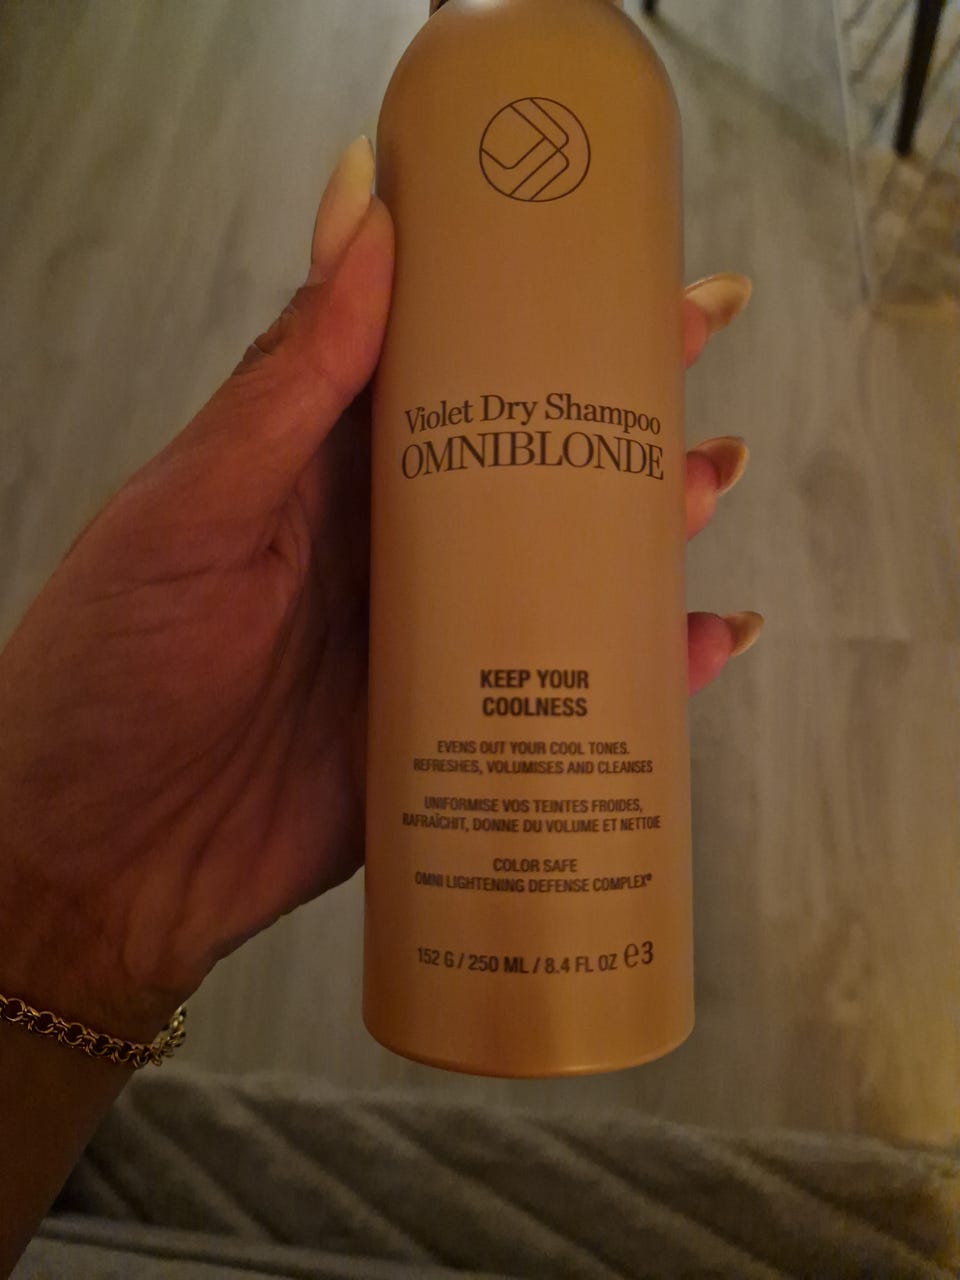 Violet Dry Shampoo
OMNIBLONDE
KEEP YOUR
COOLNESS
EVENS OUT YOUR COOL TONES.
REFRESHES, VOLUMISES AND CLEANSES
UNIFORMISE VOS TEINTES FROIDES,
RAFRAÎCHIT, DONNE DU VOLUME ET NETTOIE
COLOR SAFE
OMNI LIGHTENING DEFENSE COMPLEX®
152 G / 250 ML / 8.4 FL OZ ℮3